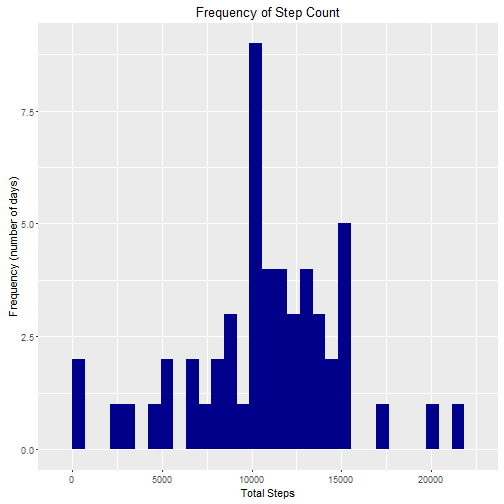 Frequency of Step Count
Frequency (number of days)
7.5
5.0
2.5
0.0
0 5000 10000 15000 20000
Total Steps